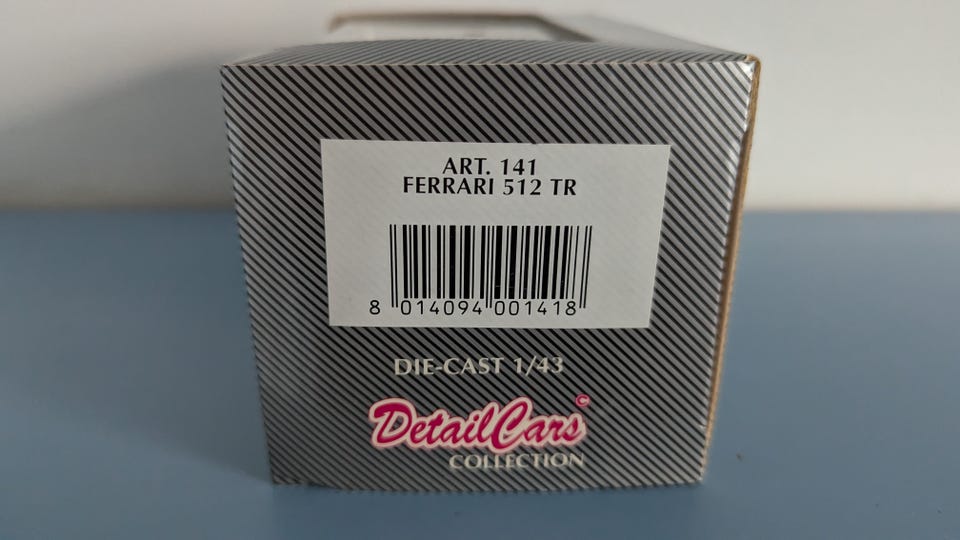 ART. 141
FERRARI 512 TR
8 014094 001418
DIE-CAST 1/43
DetailCars ©
COLLECTION